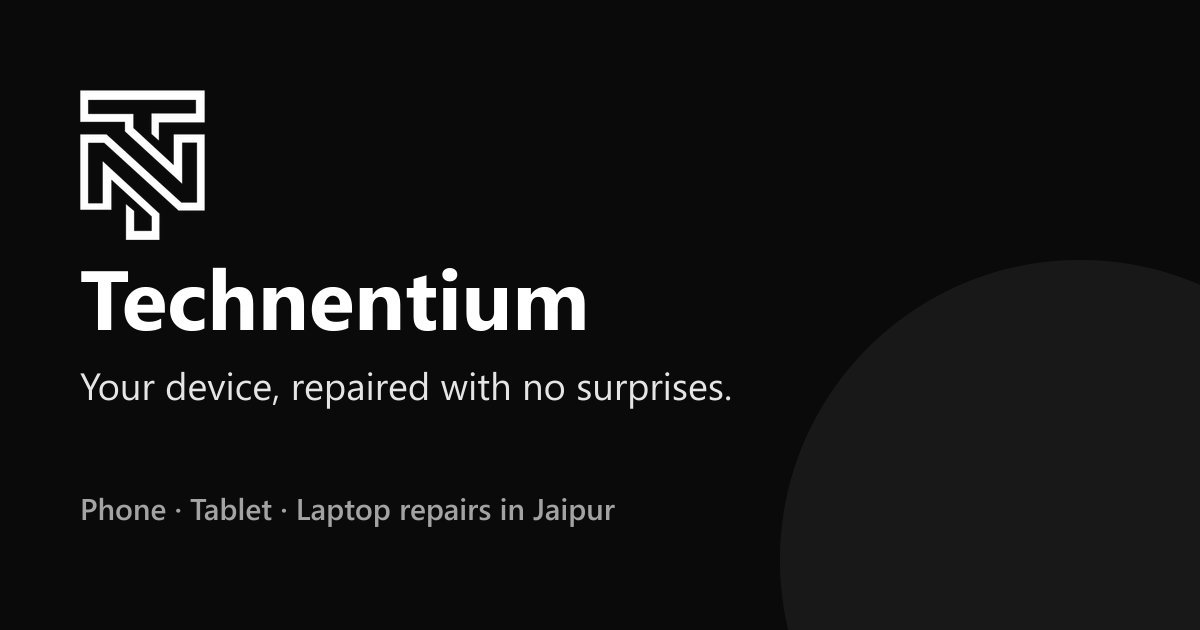 Technentium
Your device, repaired with no surprises.
Phone · Tablet · Laptop repairs in Jaipur